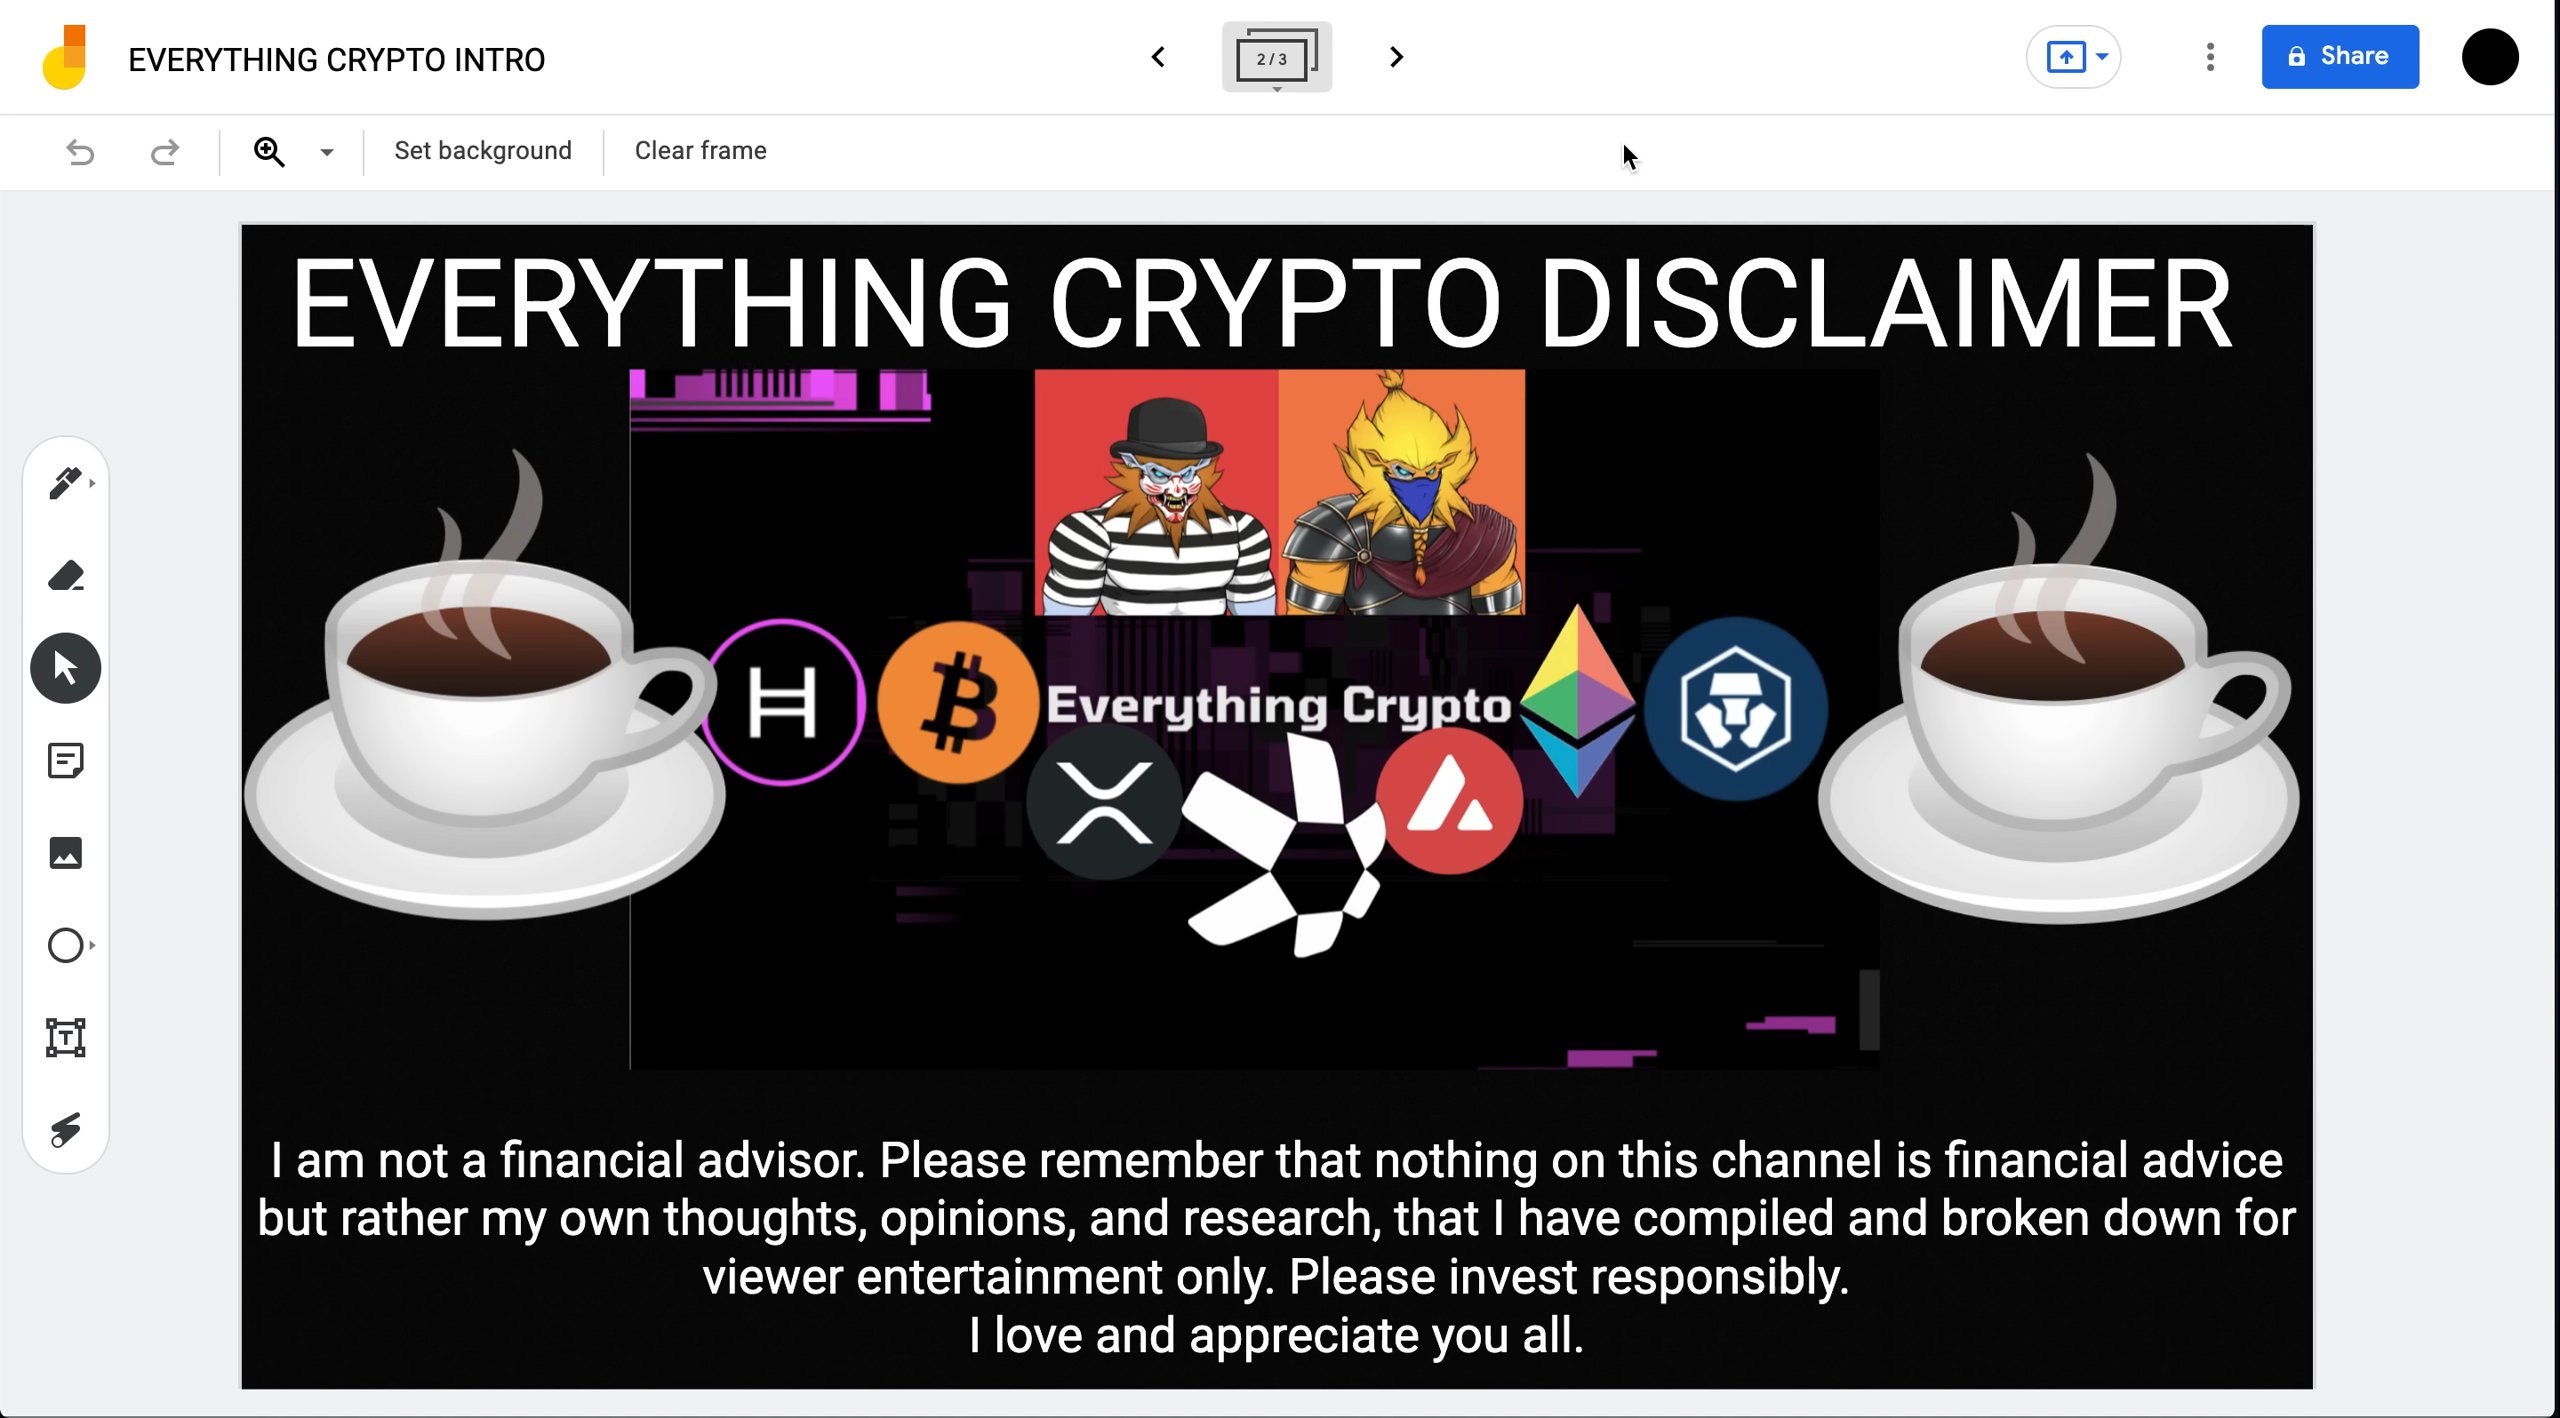 EVERYTHING CRYPTO INTRO
2 / 3
Share
Set background
Clear frame
EVERYTHING CRYPTO DISCLAIMER
Everything Crypto
I am not a financial advisor. Please remember that nothing on this channel is financial advice
but rather my own thoughts, opinions, and research, that I have compiled and broken down for
viewer entertainment only. Please invest responsibly.
I love and appreciate you all.